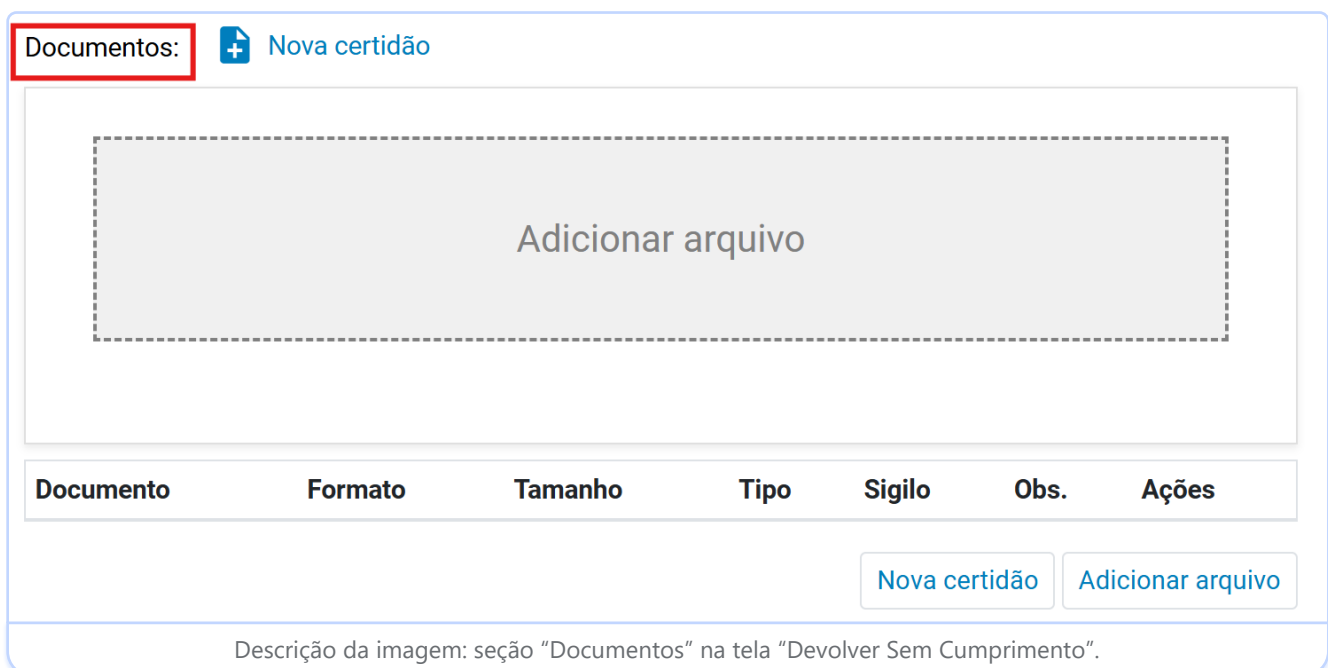 Documentos: Nova certidão
Adicionar arquivo
Documento Formato Tamanho Tipo Sigilo Obs. Ações
Nova certidão Adicionar arquivo
Descrição da imagem: seção “Documentos” na tela “Devolver Sem Cumprimento”.